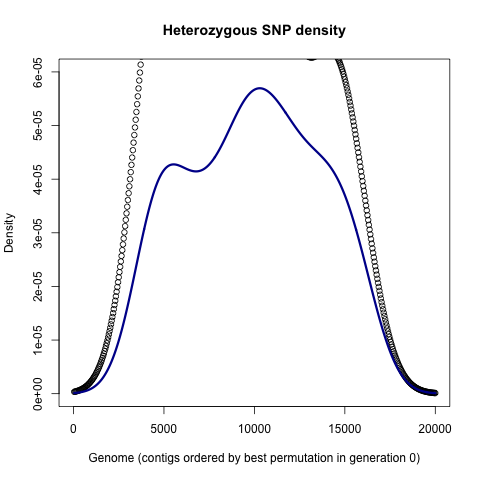 Heterozygous SNP density
6e-05
5e-05
4e-05
3e-05
2e-05
1e-05
0e+00
Density
0 5000 10000 15000 20000
Genome (contigs ordered by best permutation in generation 0)